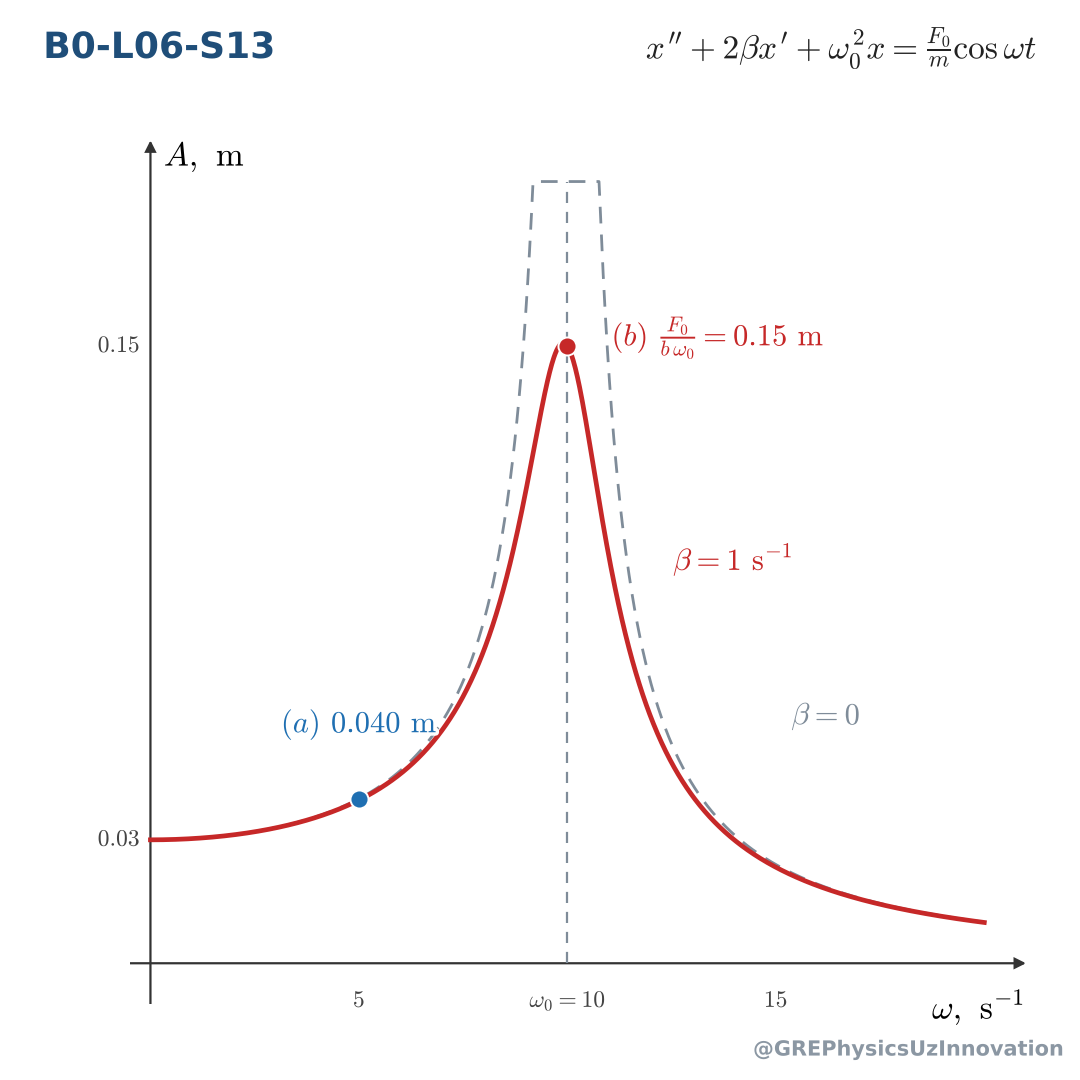 B0-L06-S13
x′′ + 2βx′ + ω₀²x = F₀/m cos ωt
A, m
0.15
(b) F₀/(b ω₀) = 0.15 m
β = 1 s⁻¹
(a) 0.040 m
β = 0
0.03
5
ω₀ = 10
15
ω, s⁻¹
@GREPhysicsUzInnovation